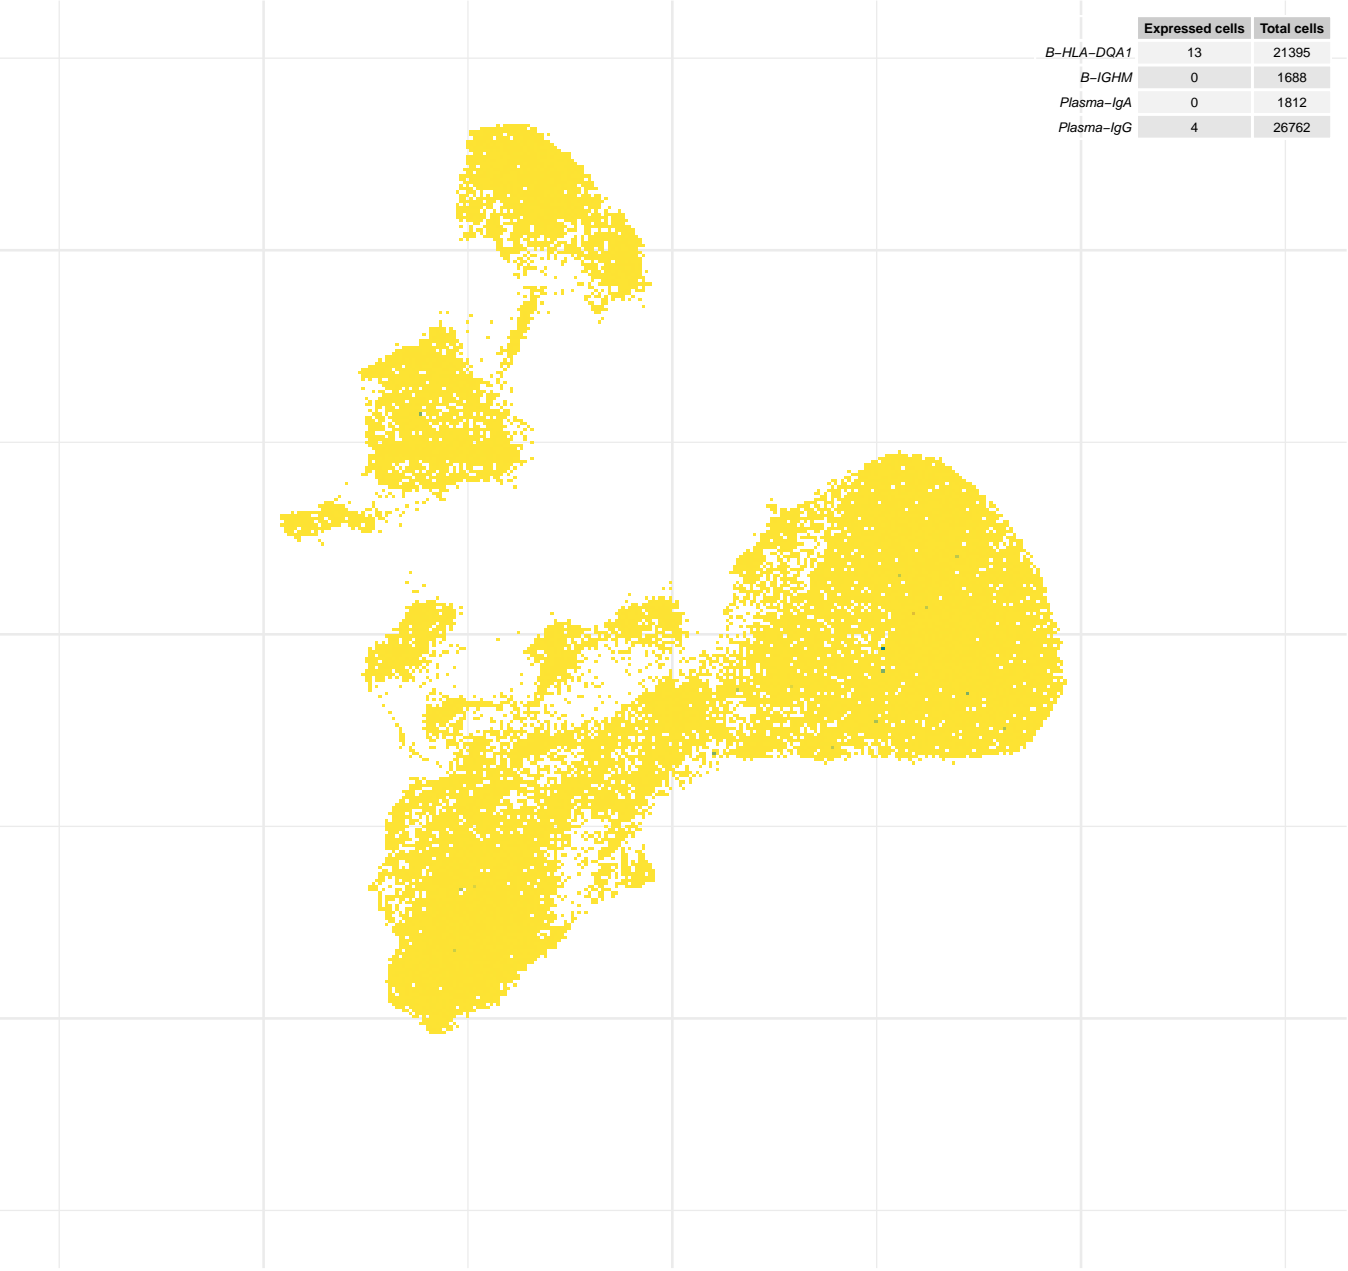 Expressed cells Total cells
B−HLA−DQA1 13 21395
B−IGHM 0 1688
Plasma−IgA 0 1812
Plasma−IgG 4 26762